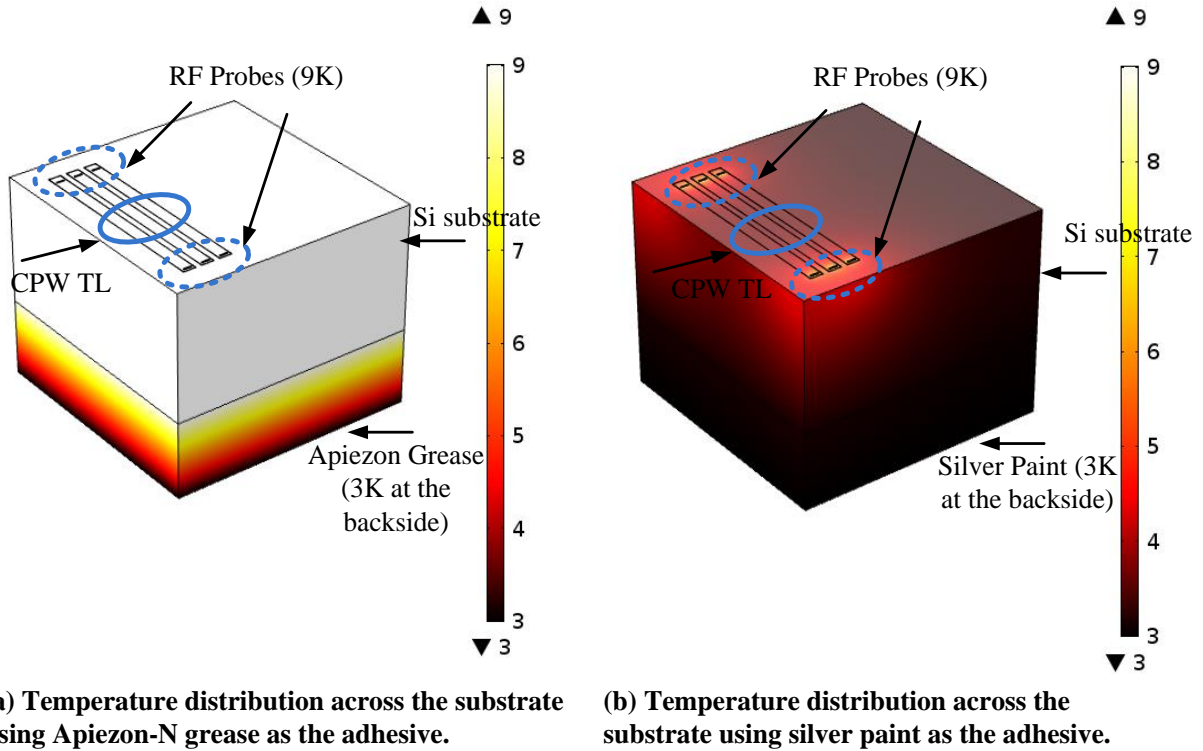 ▲ 9
RF Probes (9K)
9
8
Si substrate
7
CPW TL
6
5
Apiezon Grease
(3K at the
backside)
4
3
▼ 3
a) Temperature distribution across the substrate
sing Apiezon-N grease as the adhesive.
▲ 9
RF Probes (9K)
9
8
Si substrate
7
CPW TL
6
5
Silver Paint (3K
at the backside)
4
3
▼ 3
(b) Temperature distribution across the
substrate using silver paint as the adhesive.